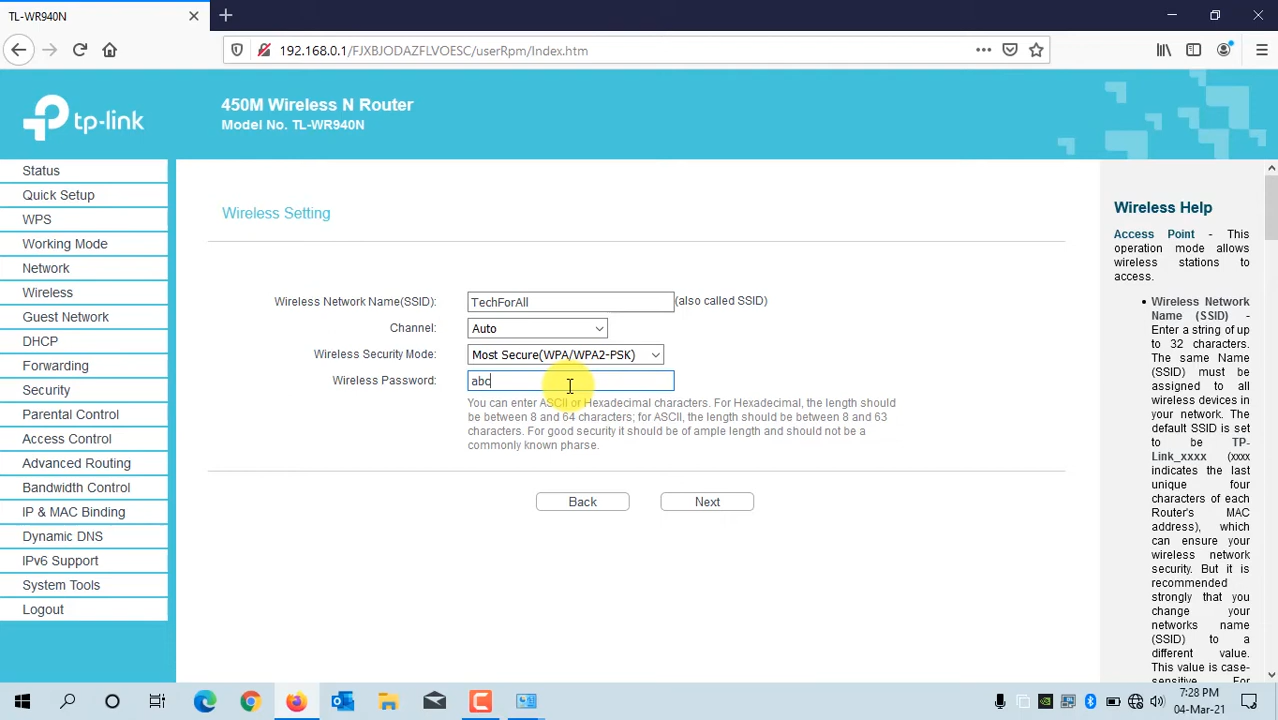 TL-WR940N
192.168.0.1/FJXBJODAZFLVOESC/userRpm/Index.htm
tp-link
450M Wireless N Router
Model No. TL-WR940N
Status
Quick Setup
WPS
Working Mode
Network
Wireless
Guest Network
DHCP
Forwarding
Security
Parental Control
Access Control
Advanced Routing
Bandwidth Control
IP & MAC Binding
Dynamic DNS
IPv6 Support
System Tools
Logout
Wireless Setting
Wireless Network Name(SSID): TechForAll (also called SSID)
Channel: Auto
Wireless Security Mode: Most Secure(WPA/WPA2-PSK)
Wireless Password: abc
You can enter ASCII or Hexadecimal characters. For Hexadecimal, the length should
be between 8 and 64 characters; for ASCII, the length should be between 8 and 63
characters. For good security it should be of ample length and should not be a
commonly known pharse.
Back Next
Wireless Help
Access Point - This
operation mode allows
wireless stations to
access.
Wireless Network
Name (SSID) -
Enter a string of up
to 32 characters.
The same Name
(SSID) must be
assigned to all
wireless devices in
your network. The
default SSID is set
to be TP-
Link_xxxx (xxxx
indicates the last
unique four
characters of each
Router's MAC
address), which
can ensure your
wireless network
security. But it is
recommended
strongly that you
change your
networks name
(SSID) to a
different value.
This value is case-
sensitive. For
7:28 PM
04-Mar-21